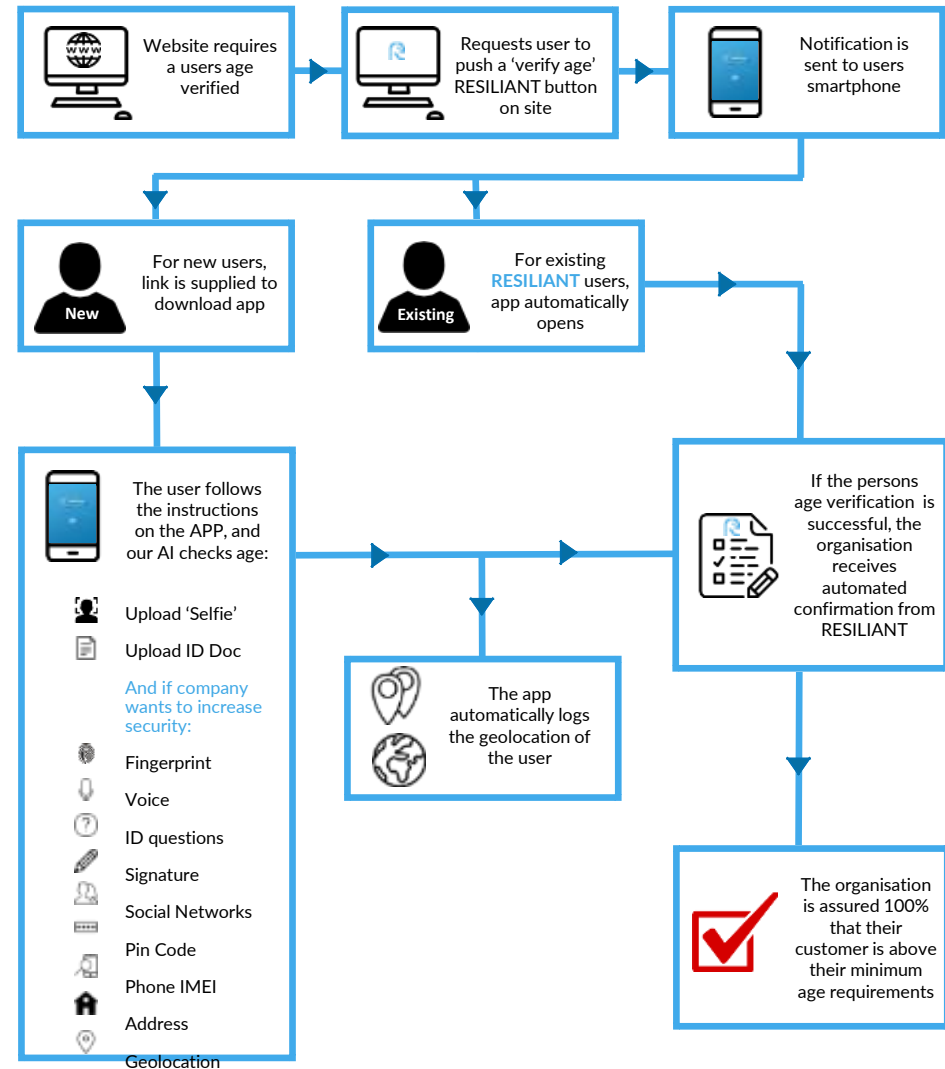 Website requires
a users age
verified
Requests user to
push a ‘verify age’
RESILIANT button
on site
Notification is
sent to users
smartphone
New
For new users,
link is supplied to
download app
Existing
For existing
RESILIANT users,
app automatically
opens
The user follows
the instructions
on the APP, and
our AI checks age:
Upload ‘Selfie’
Upload ID Doc
And if company
wants to increase
security:
Fingerprint
Voice
ID questions
Signature
Social Networks
Pin Code
Phone IMEI
Address
Geolocation
The app
automatically logs
the geolocation of
the user
If the persons
age verification is
successful, the
organisation
receives
automated
confirmation from
RESILIANT
The organisation
is assured 100%
that their
customer is above
their minimum
age requirements